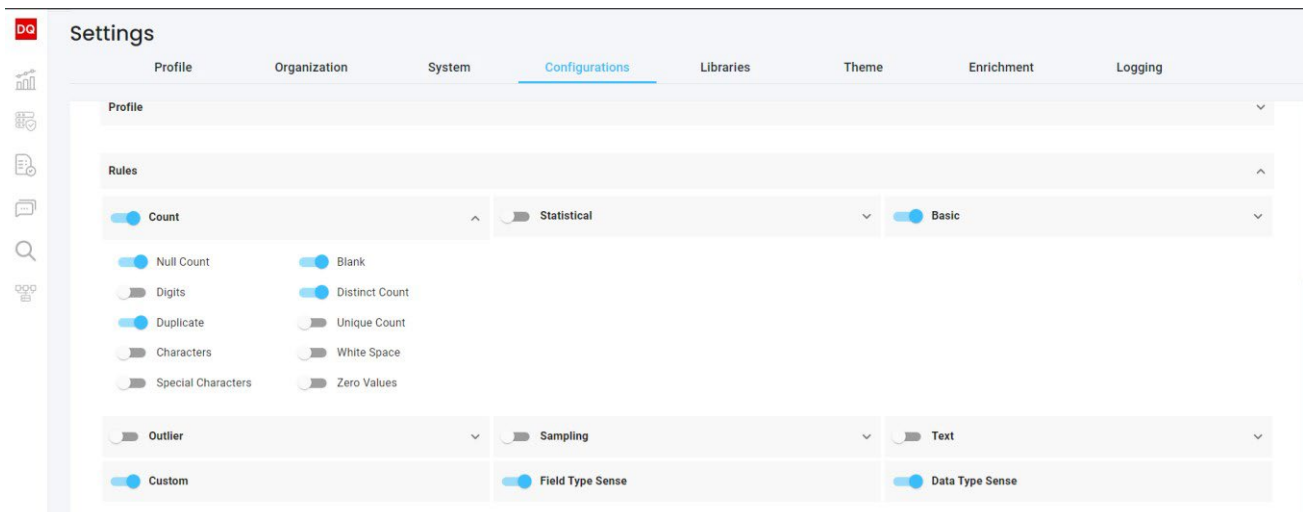 DQ
Settings
Profile Organization System Configurations Libraries Theme Enrichment Logging
Profile
Rules
Count Statistical Basic
Null Count Blank
Digits Distinct Count
Duplicate Unique Count
Characters White Space
Special Characters Zero Values
Outlier Sampling Text
Custom Field Type Sense Data Type Sense